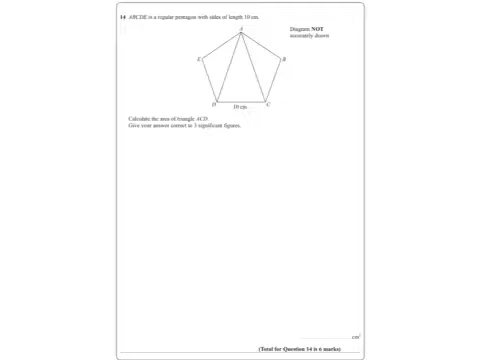 14 ABCDE is a regular pentagon with sides of length 10 cm.
A
Diagram NOT
accurately drawn
E
B
D
C
10 cm
Calculate the area of triangle ACD.
Give your answer correct to 3 significant figures.
cm²
(Total for Question 14 is 6 marks)